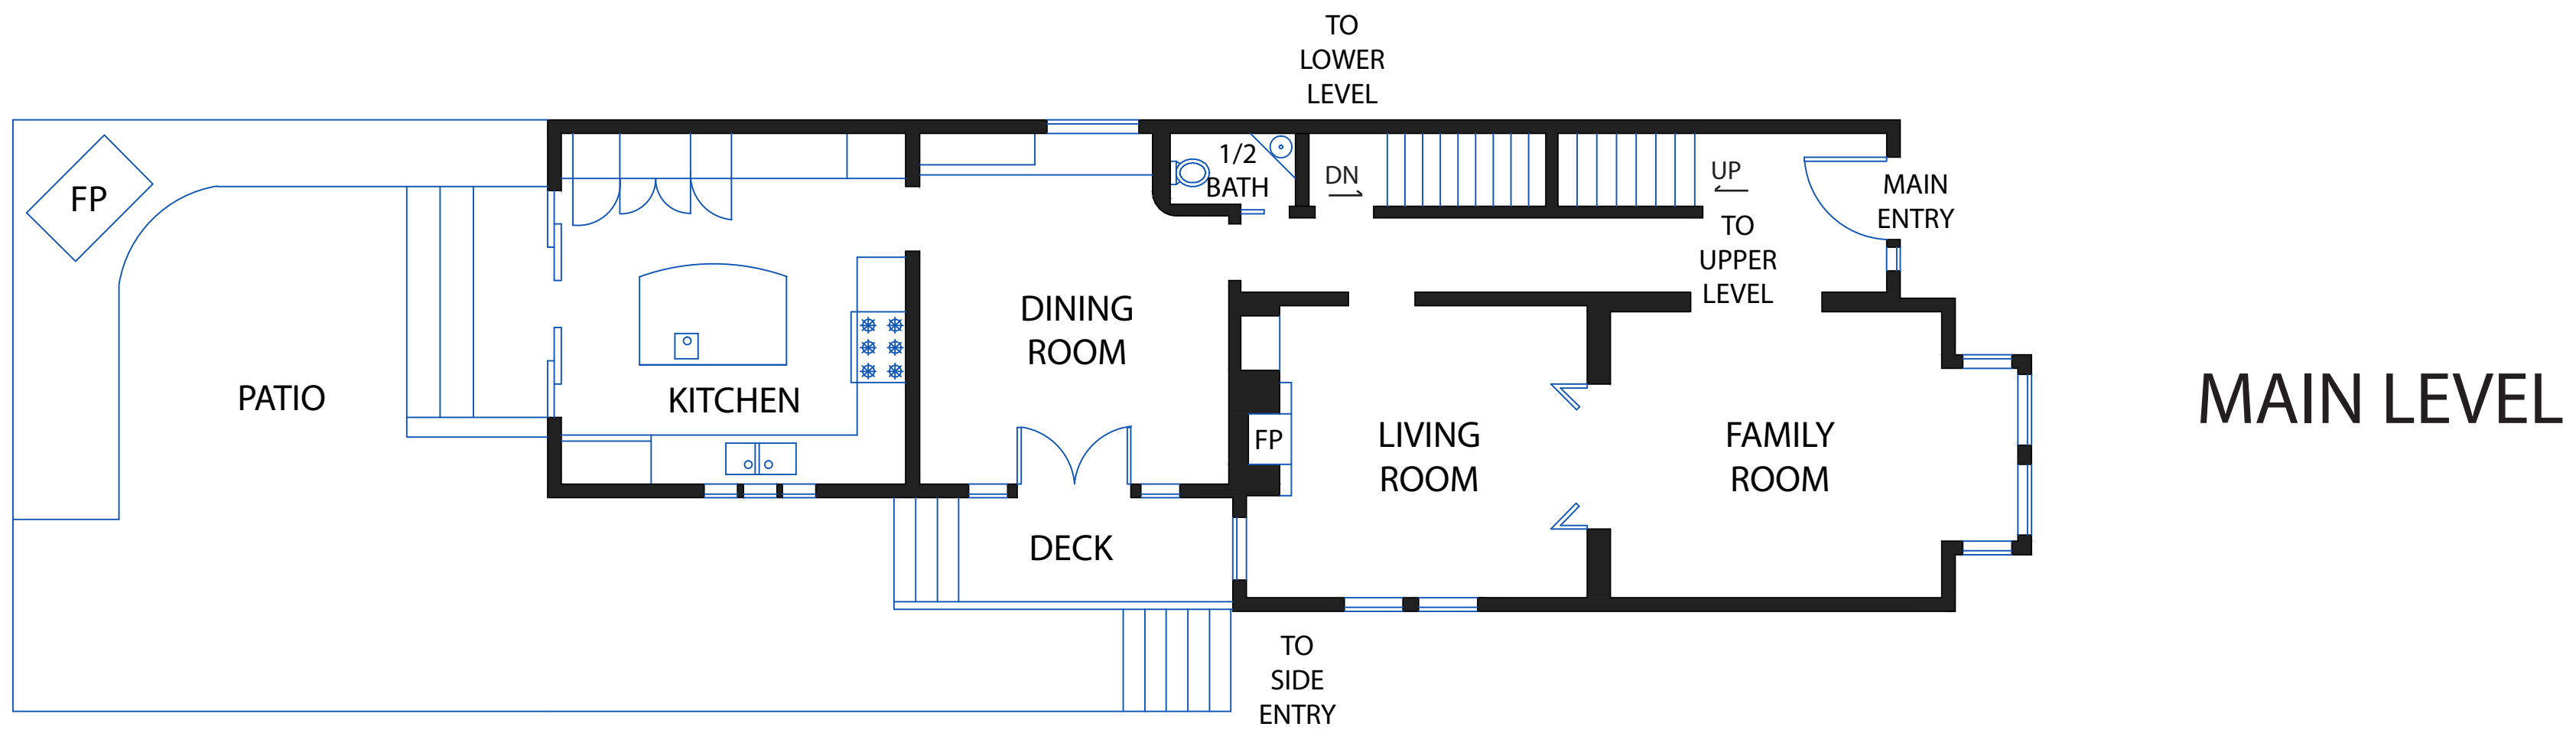 TO
LOWER
LEVEL
FP
1/2
BATH
DN
UP
MAIN
ENTRY
TO
UPPER
LEVEL
DINING
ROOM
PATIO
KITCHEN
FP
LIVING
ROOM
FAMILY
ROOM
MAIN LEVEL
DECK
TO
SIDE
ENTRY